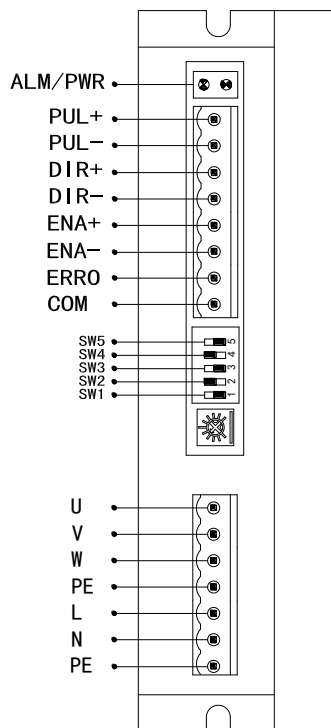 ALM/PWR
PUL+
PUL-
DIR+
DIR-
ENA+
ENA-
ERRO
COM
SW5 5
SW4 4
SW3 3
SW2 2
SW1 1
U
V
W
PE
L
N
PE